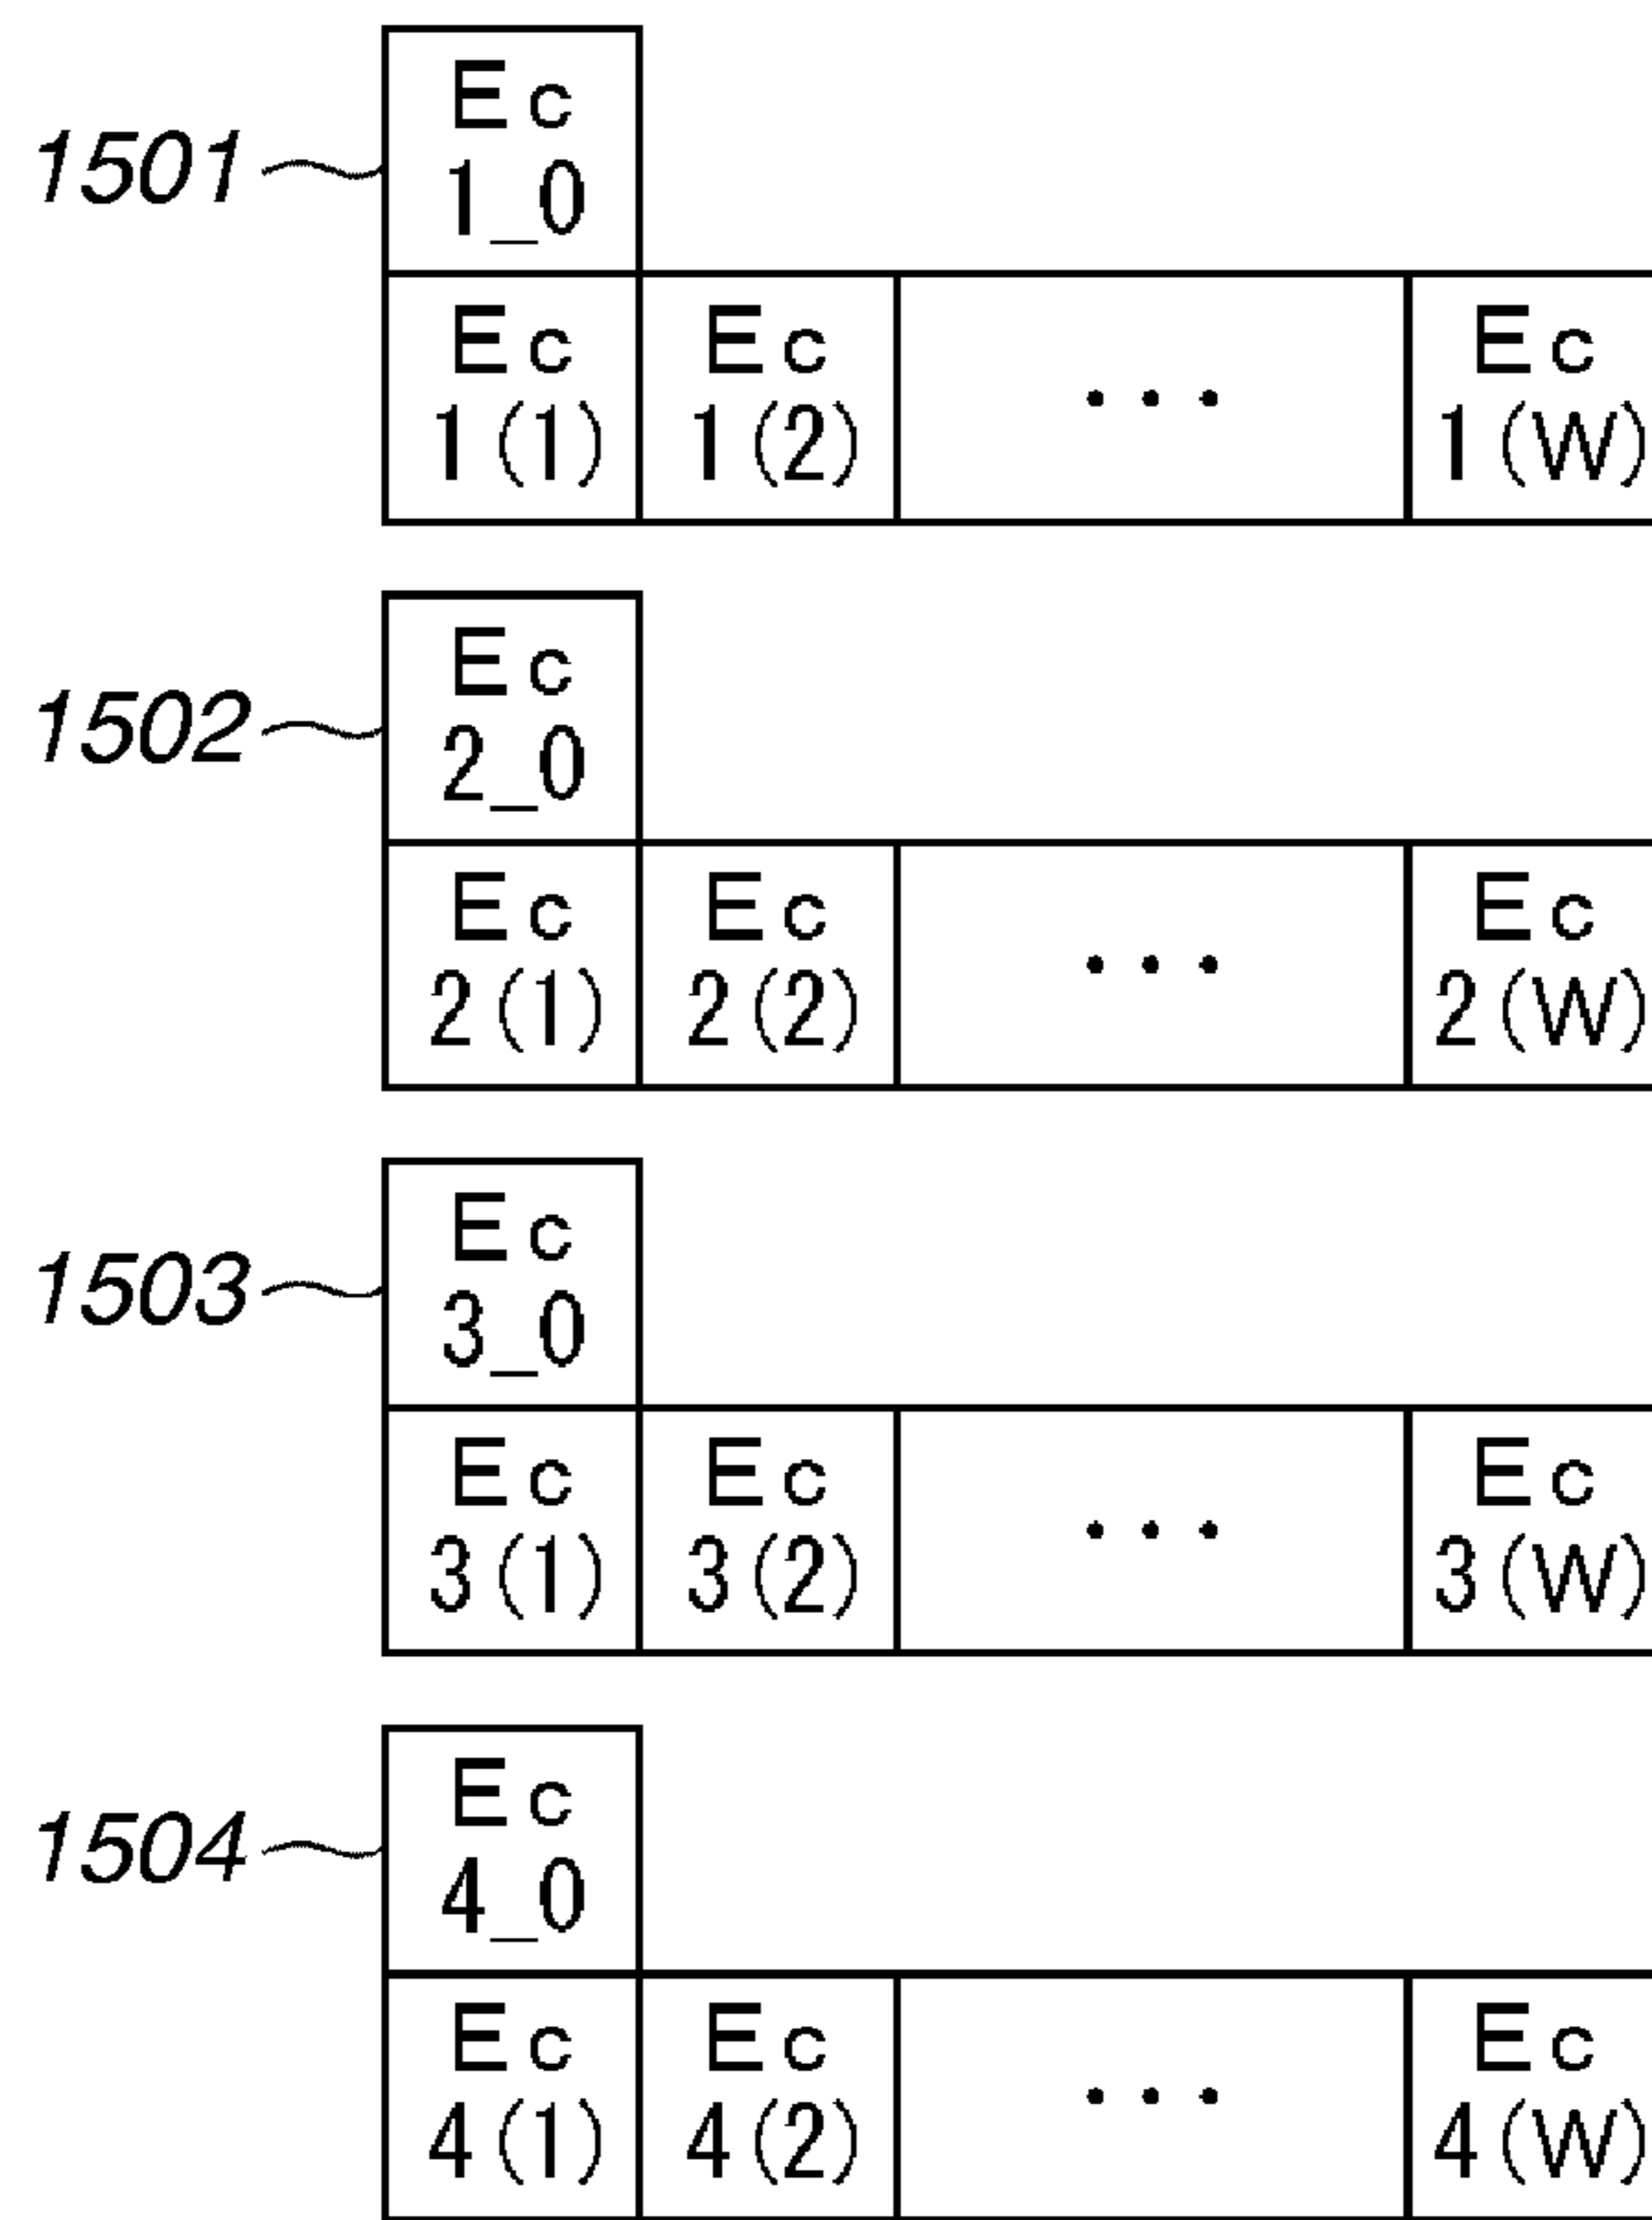 1501
Ec
1_0
Ec 1(1) Ec 1(2) ... Ec 1(W)
1502
Ec
2_0
Ec 2(1) Ec 2(2) ... Ec 2(W)
1503
Ec
3_0
Ec 3(1) Ec 3(2) ... Ec 3(W)
1504
Ec
4_0
Ec 4(1) Ec 4(2) ... Ec 4(W)